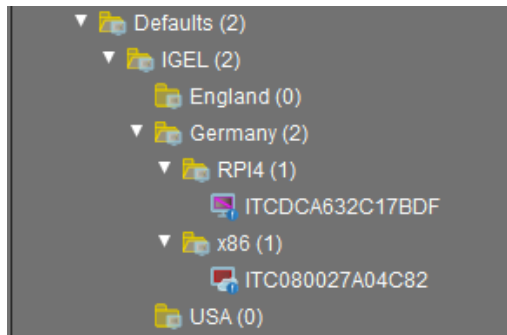 Defaults (2)
IGEL (2)
England (0)
Germany (2)
RPI4 (1)
ITCDCA632C17BDF
x86 (1)
ITC080027A04C82
USA (0)